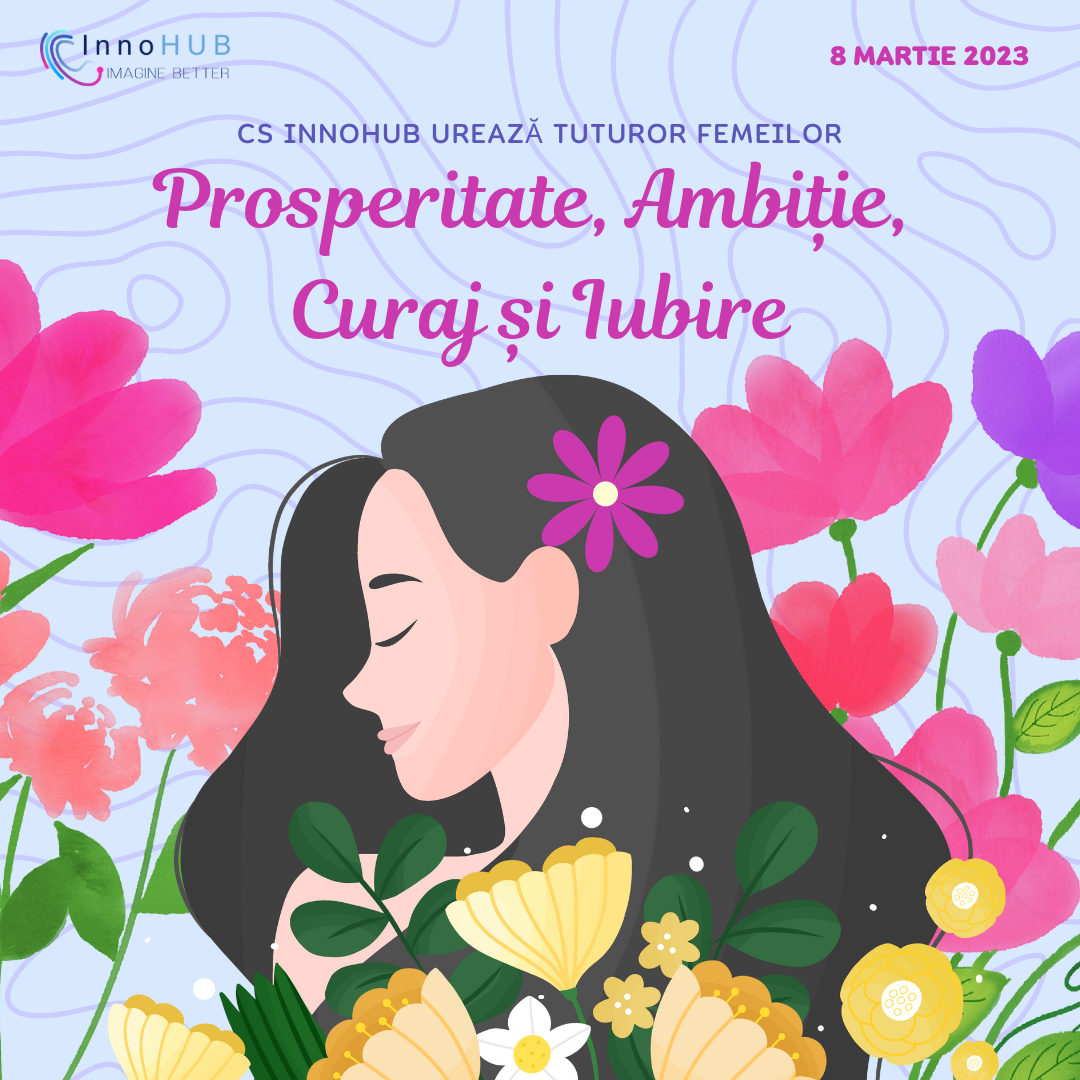 InnoHUB
IMAGINE BETTER
8 MARTIE 2023
CS INNOHUB UREAZĂ TUTUROR FEMEILOR
Prosperitate, Ambiție,
Curaj și Iubire